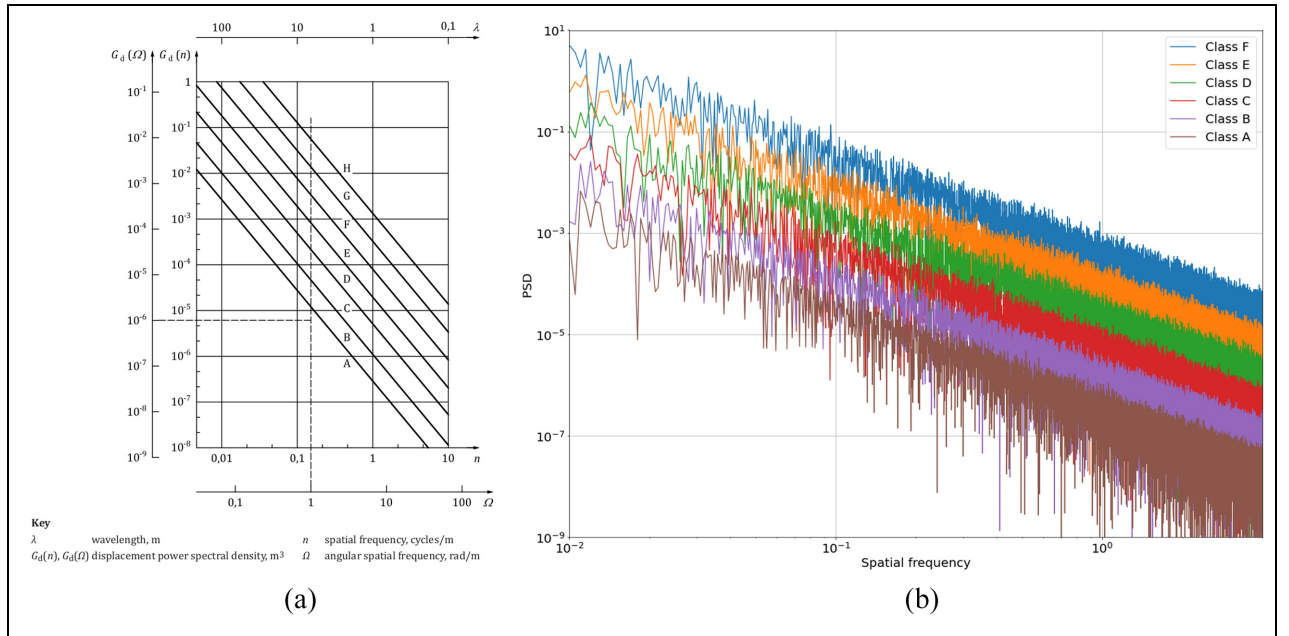 100 10 1 0,1 λ
G_d(Ω) G_d(n)
1
10⁻¹ 10⁻¹
10⁻² 10⁻²
10⁻³ 10⁻³
10⁻⁴ 10⁻⁴
10⁻⁵ 10⁻⁵
10⁻⁶ 10⁻⁶
10⁻⁷ 10⁻⁷
10⁻⁸ 10⁻⁸
10⁻⁹
H
G
F
E
D
C
B
A
0,01 0,1 1 10 n
0,1 1 10 100 Ω
Key
λ wavelength, m n spatial frequency, cycles/m
G_d(n), G_d(Ω) displacement power spectral density, m³ Ω angular spatial frequency, rad/m
(a)
PSD
10¹
10⁻¹
10⁻³
10⁻⁵
10⁻⁷
10⁻⁹
10⁻² 10⁻¹ 10⁰
Spatial frequency
Class F
Class E
Class D
Class C
Class B
Class A
(b)